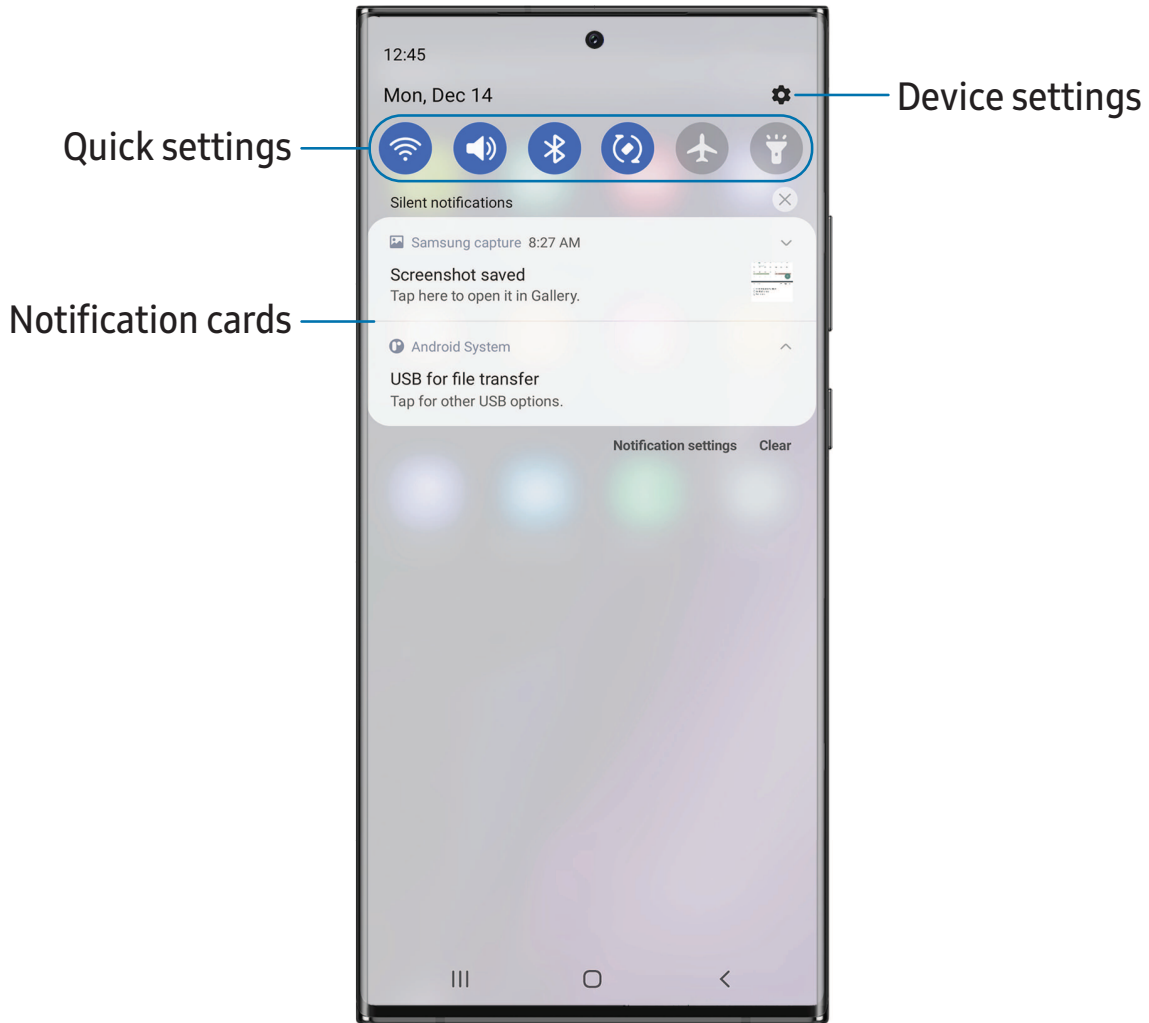 12:45
Mon, Dec 14
Device settings
Quick settings
Silent notifications
Samsung capture 8:27 AM
Screenshot saved
Tap here to open it in Gallery.
Notification cards
Android System
USB for file transfer
Tap for other USB options.
Notification settings Clear